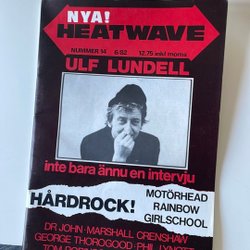 NYA!
HEATWAVE
NUMMER 14 6/82 12.75 inkl moms
ULF LUNDELL
inte bara ännu en intervju
HÅRDROCK!
MOTÖRHEAD
RAINBOW
GIRLSCHOOL
DR JOHN · MARSHALL CRENSHAW
GEORGE THOROGOOD · PHIL LYNOTT